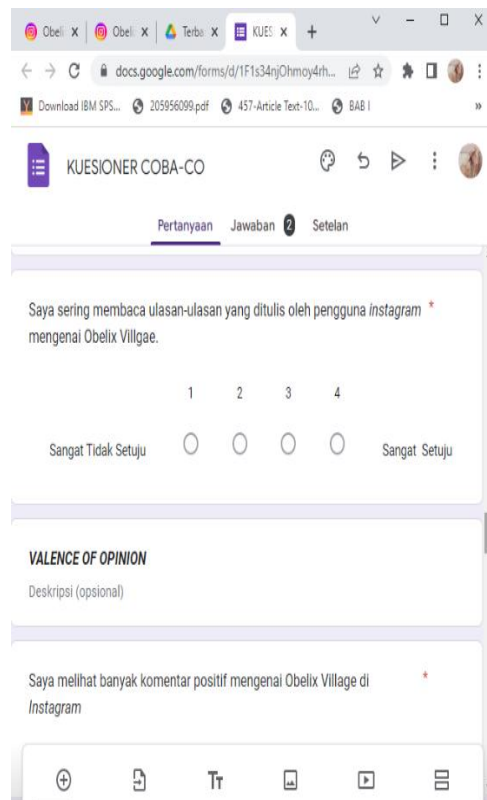 Obeli
Obeli
Terba
KUES
docs.google.com/forms/d/1F1s34njOhmoy4rh...
Download IBM SPS...
205956099.pdf
457-Article Text-10...
BAB I
KUESIONER COBA-CO
Pertanyaan Jawaban 2 Setelan
Saya sering membaca ulasan-ulasan yang ditulis oleh pengguna instagram *
mengenai Obelix Villgae.
1 2 3 4
Sangat Tidak Setuju Sangat Setuju
VALENCE OF OPINION
Deskripsi (opsional)
Saya melihat banyak komentar positif mengenai Obelix Village di *
Instagram